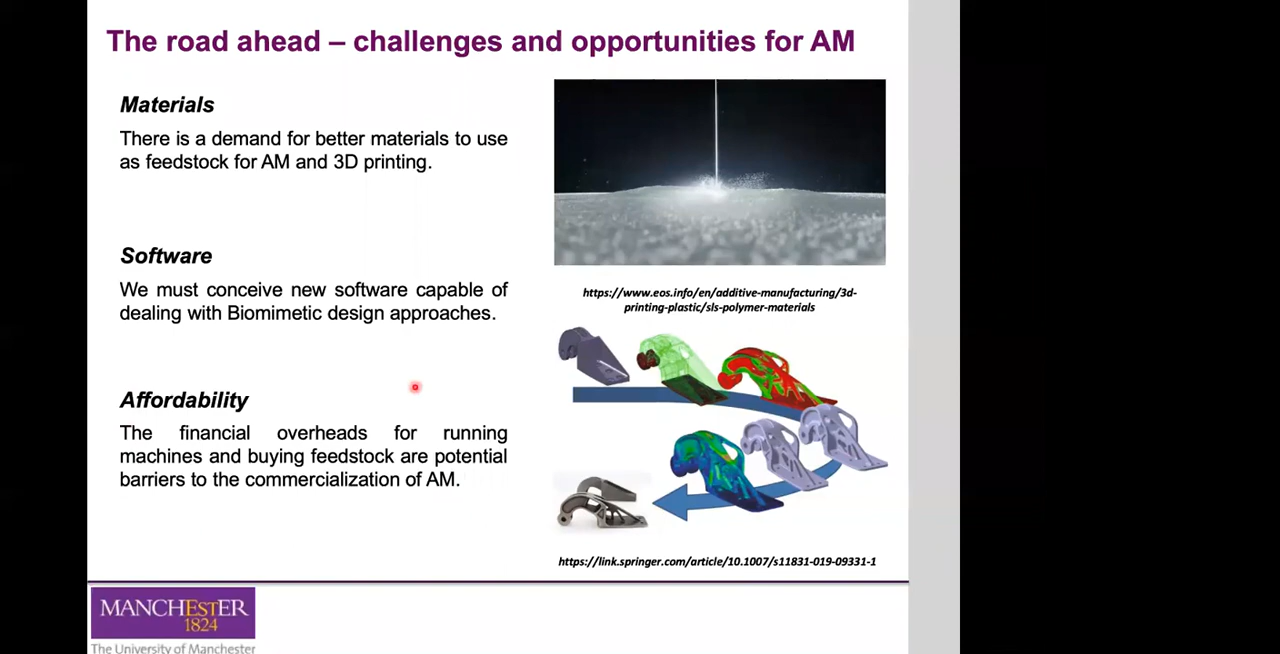 The road ahead – challenges and opportunities for AM
Materials
There is a demand for better materials to use
as feedstock for AM and 3D printing.
Software
We must conceive new software capable of
dealing with Biomimetic design approaches.
Affordability
The financial overheads for running
machines and buying feedstock are potential
barriers to the commercialization of AM.
https://www.eos.info/en/additive-manufacturing/3d-
printing-plastic/sls-polymer-materials
https://link.springer.com/article/10.1007/s11831-019-09331-1
MANCHESTER
1824
The University of Manchester